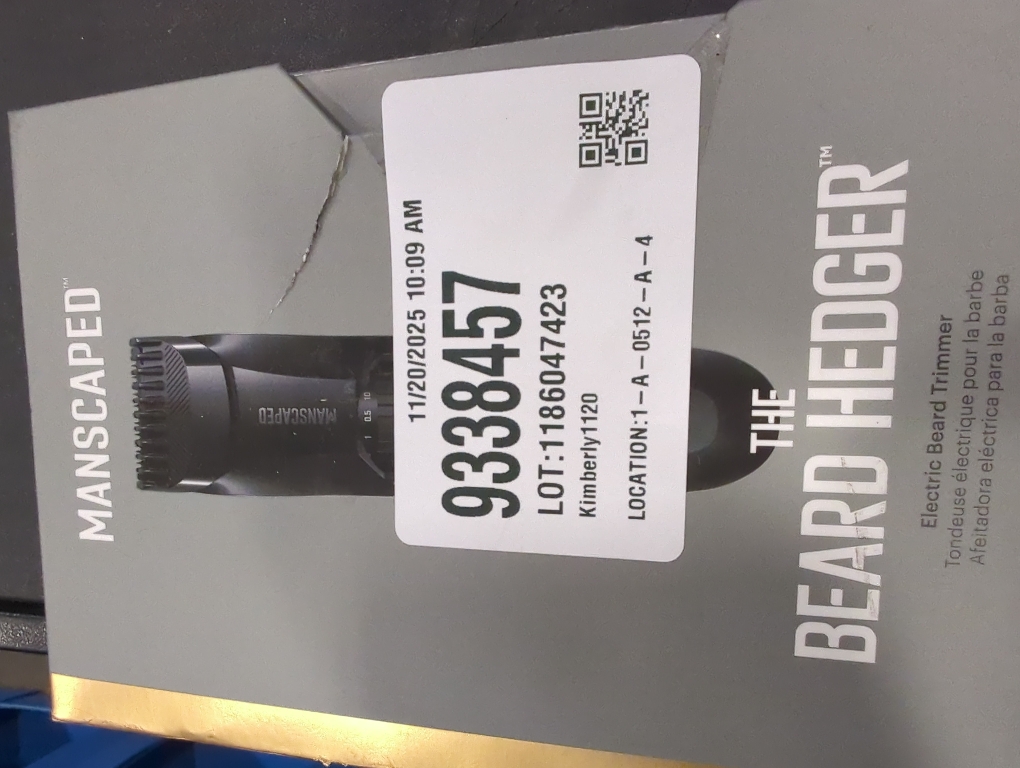 MANSCAPED™
MANSCAPED
1 0.5 10
11/20/2025 10:09 AM
9338457
LOT:1186047423
Kimberly1120
LOCATION:1-A-0512-A-4
THE
BEARD HEDGER™
Electric Beard Trimmer
Tondeuse électrique pour la barbe
Afeitadora eléctrica para la barba